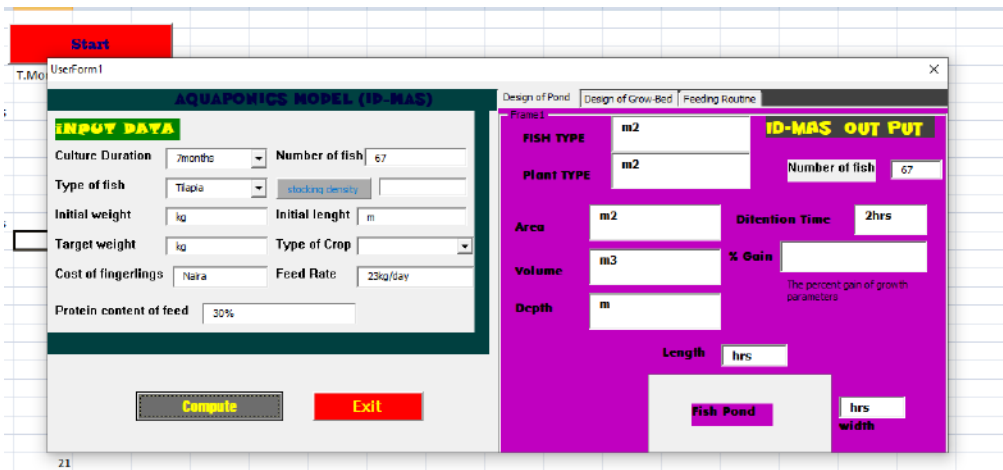 Start
T.Mo
UserForm1
AQUAPONICS MODEL (ID-MAS)
INPUT DATA
Culture Duration 7months Number of fish 67
Type of fish Tilapia stocking density
Initial weight kg Initial lenght m
Target weight kg Type of Crop
Cost of fingerlings Naira Feed Rate 23kg/day
Protein content of feed 30%
Compute Exit
21
Design of Pond Design of Grow-Bed Feeding Routine
Frame1
FISH TYPE m2 ID-MAS OUT PUT
Plant TYPE m2 Number of fish 67
Area m2 Ditention Time 2hrs
Volume m3 % Gain
The percent gain of growth
parameters
Depth m
Length hrs
Fish Pond hrs
width